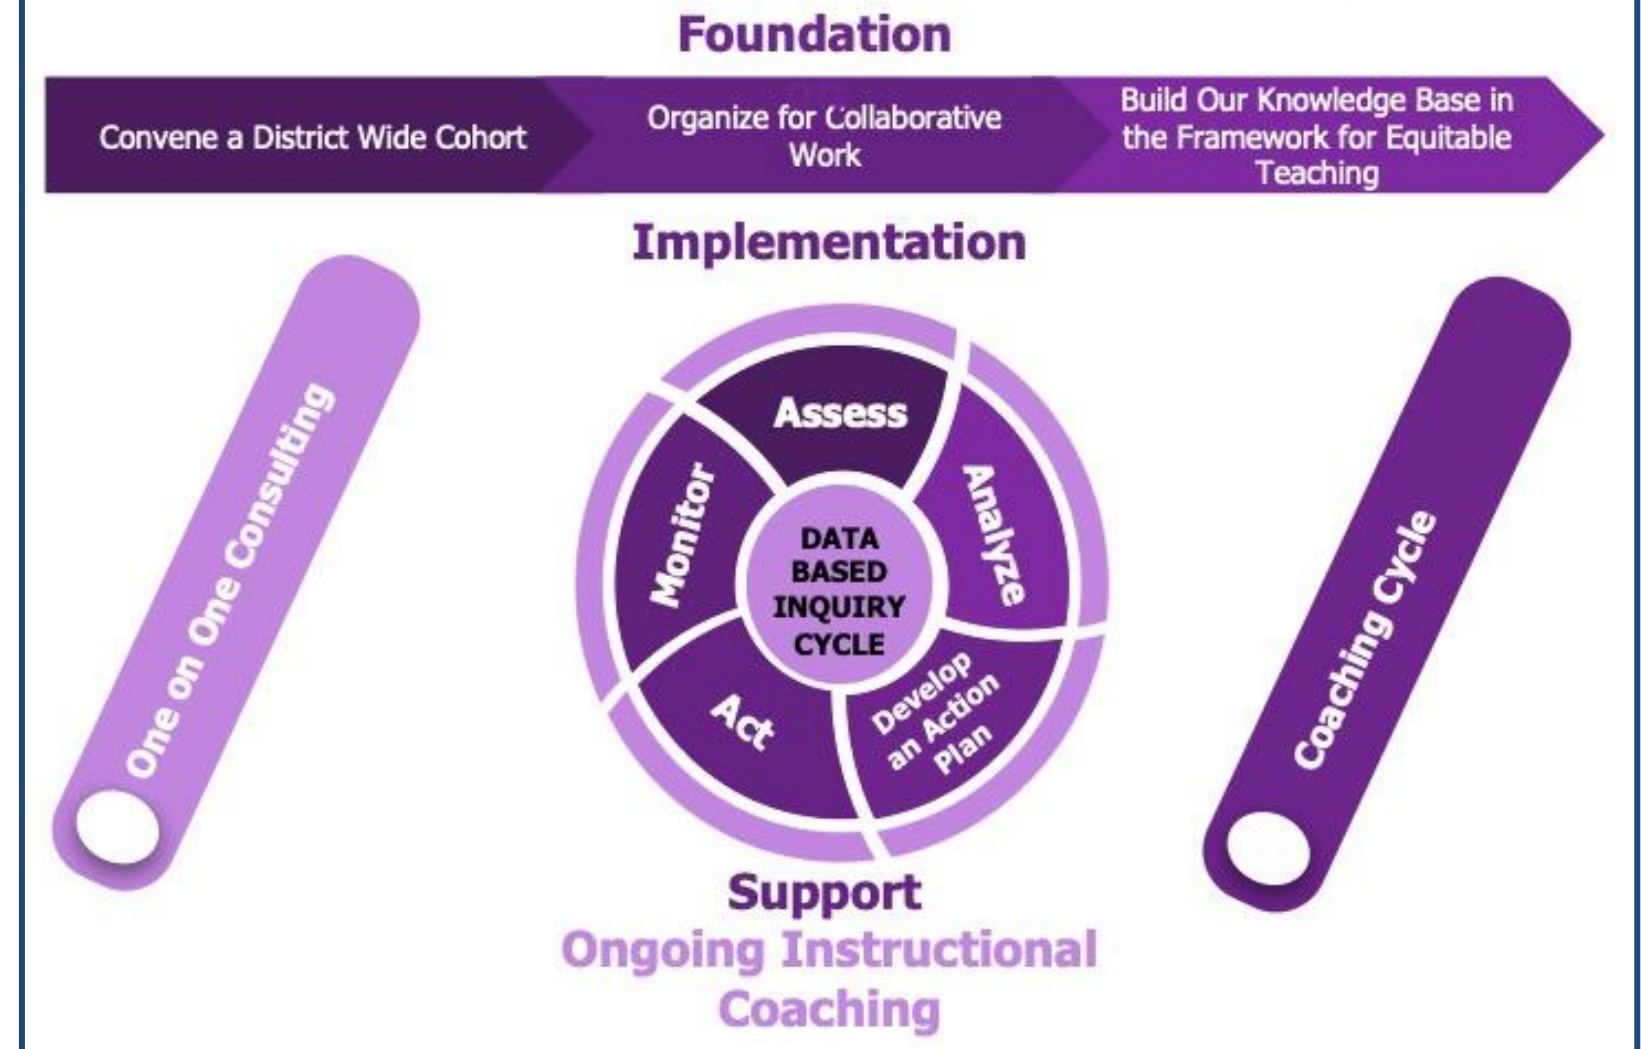 Foundation
Convene a District Wide Cohort
Organize for Collaborative
Work
Build Our Knowledge Base in
the Framework for Equitable
Teaching
Implementation
One on One Consulting
Assess
Analyze
Develop
an Action
Plan
Act
Monitor
DATA
BASED
INQUIRY
CYCLE
Coaching Cycle
Support
Ongoing Instructional
Coaching